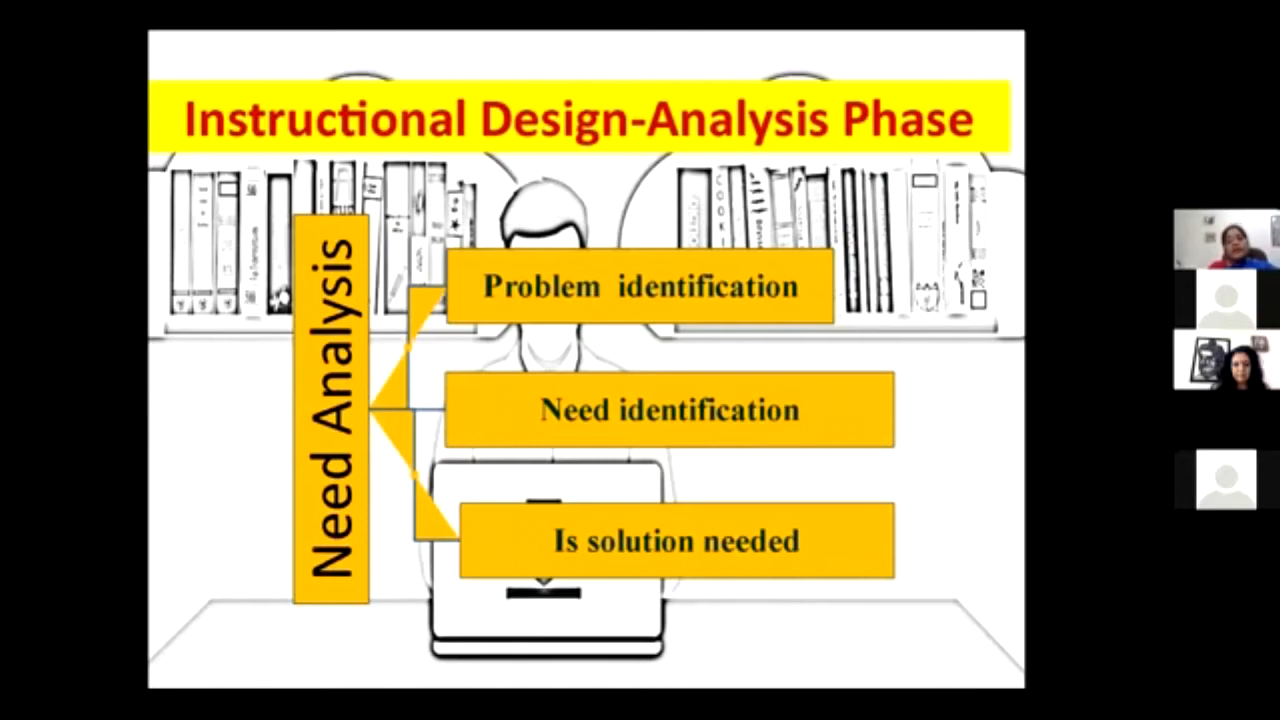 Instructional Design-Analysis Phase
Need Analysis
Problem identification
Need identification
Is solution needed